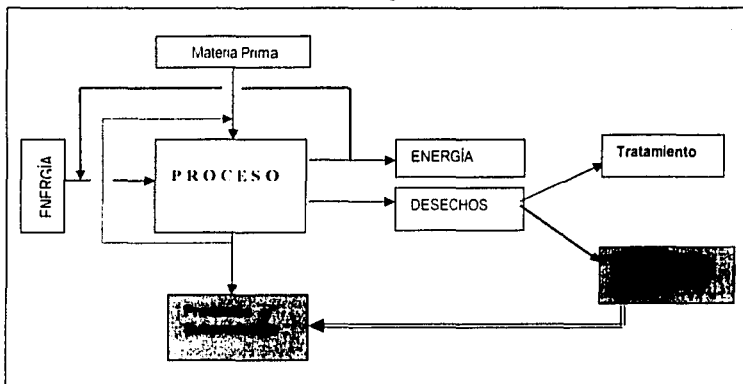 Materia Prima
ENERGÍA
PROCESO
ENERGÍA
DESECHOS
Tratamiento